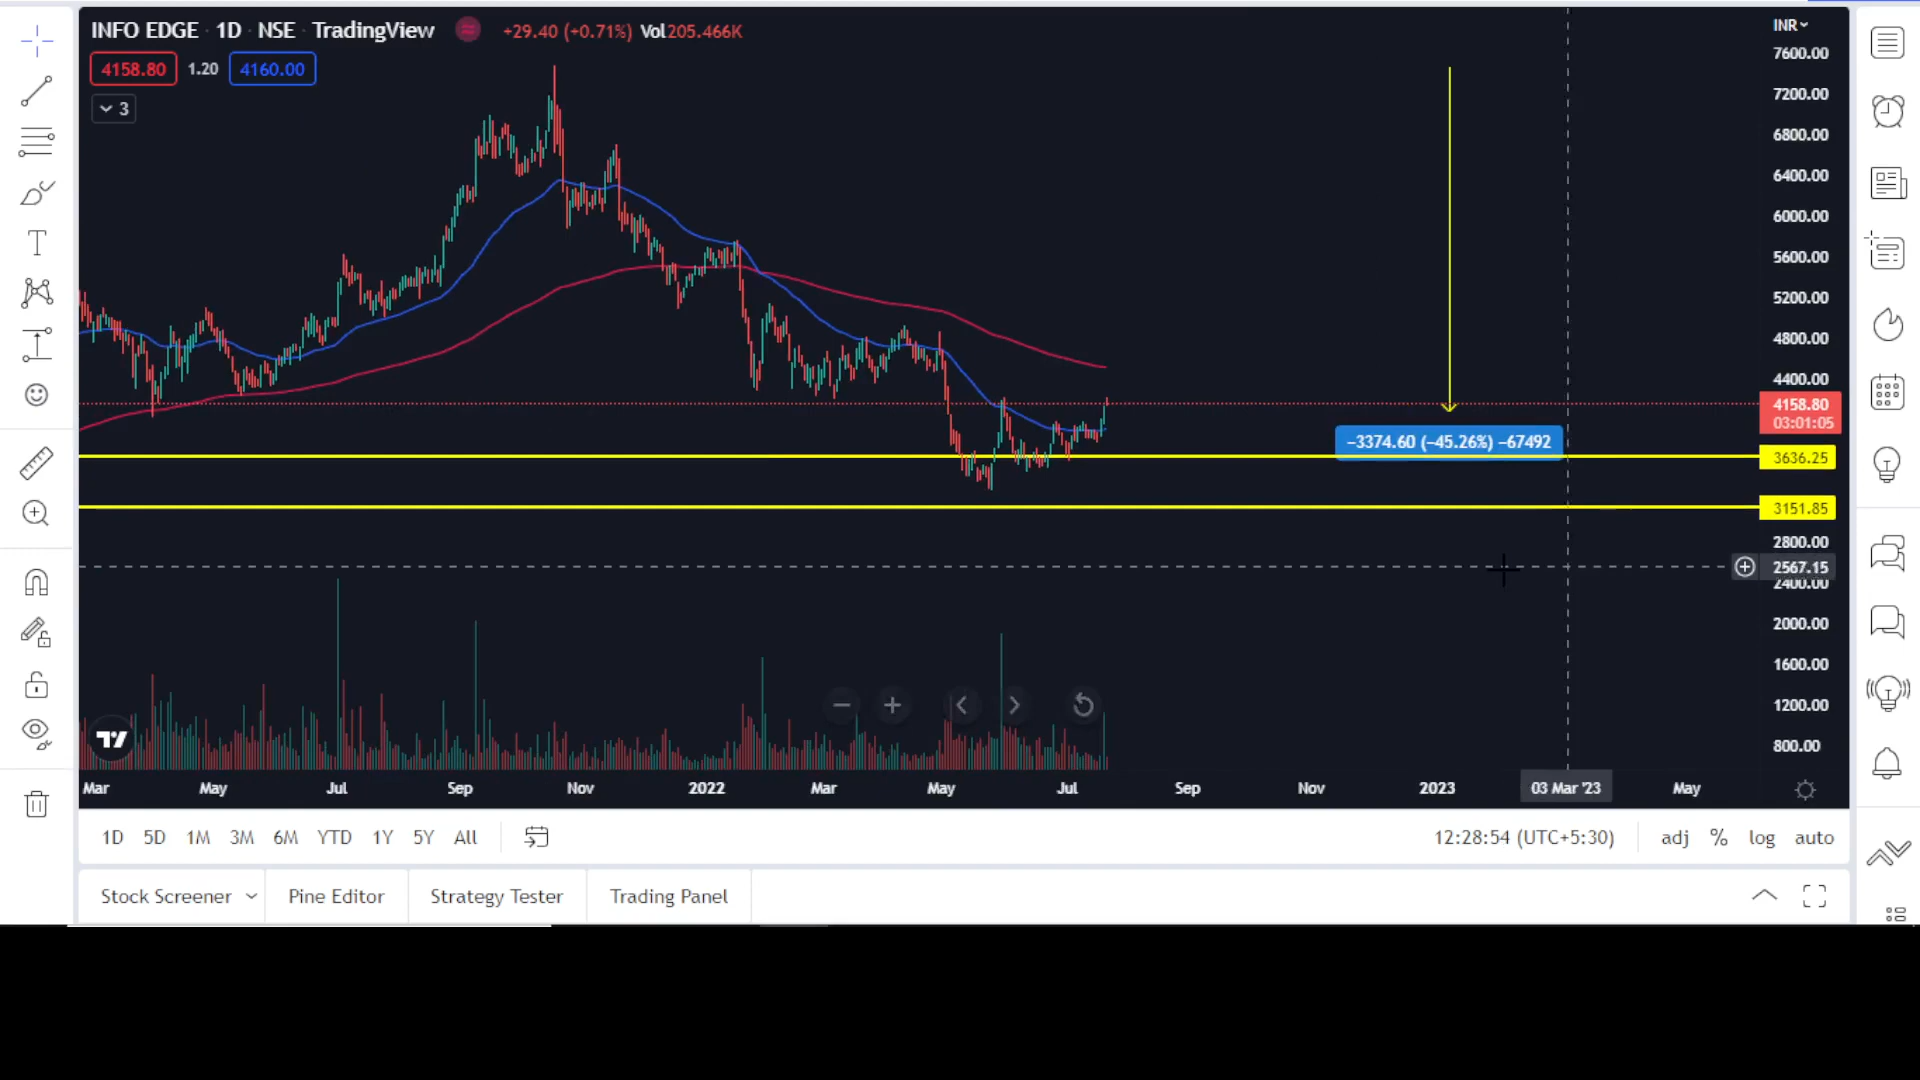 INFO EDGE · 1D · NSE · TradingView
+29.40 (+0.71%) Vol205.466K
INR
4158.80 1.20 4160.00
3
7600.00
7200.00
6800.00
6400.00
6000.00
5600.00
5200.00
4800.00
4400.00
4158.80
03:01:05
−3374.60 (−45.26%) −67492
3636.25
3151.85
2800.00
2567.15
2400.00
2000.00
1600.00
1200.00
800.00
Mar May Jul Sep Nov 2022 Mar May Jul Sep Nov 2023 03 Mar '23 May
1D 5D 1M 3M 6M YTD 1Y 5Y All 12:28:54 (UTC+5:30) adj % log auto
Stock Screener Pine Editor Strategy Tester Trading Panel